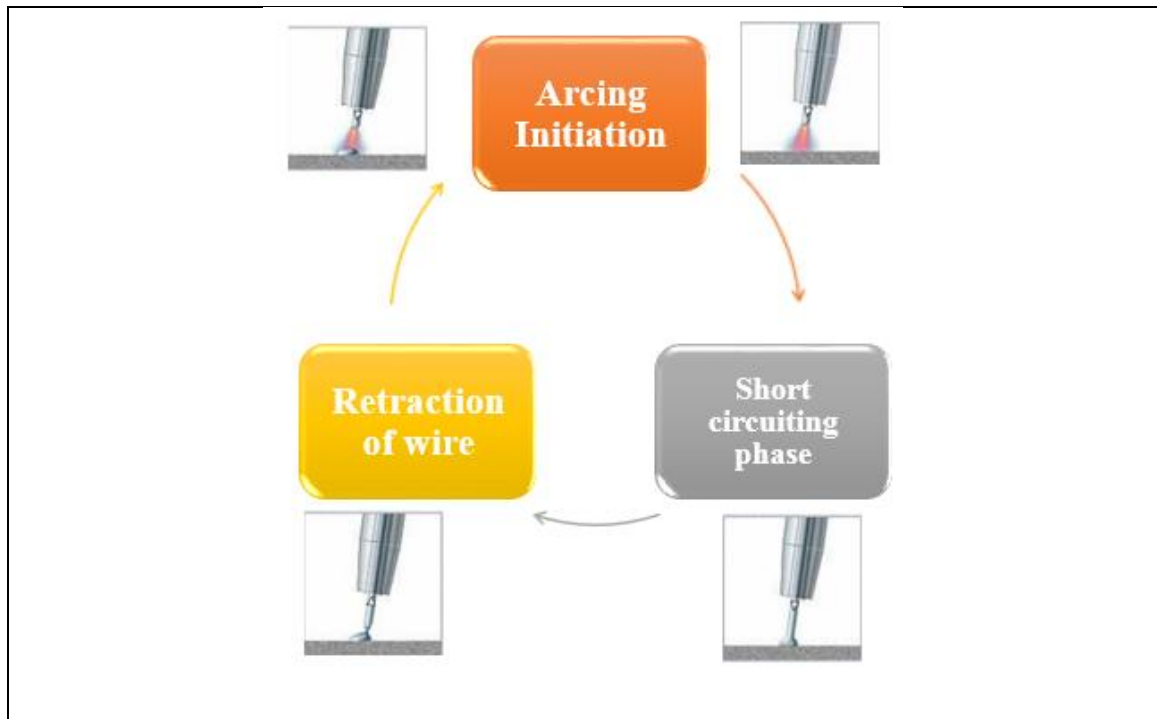 Arcing
Initiation
Retraction
of wire
Short
circuiting
phase